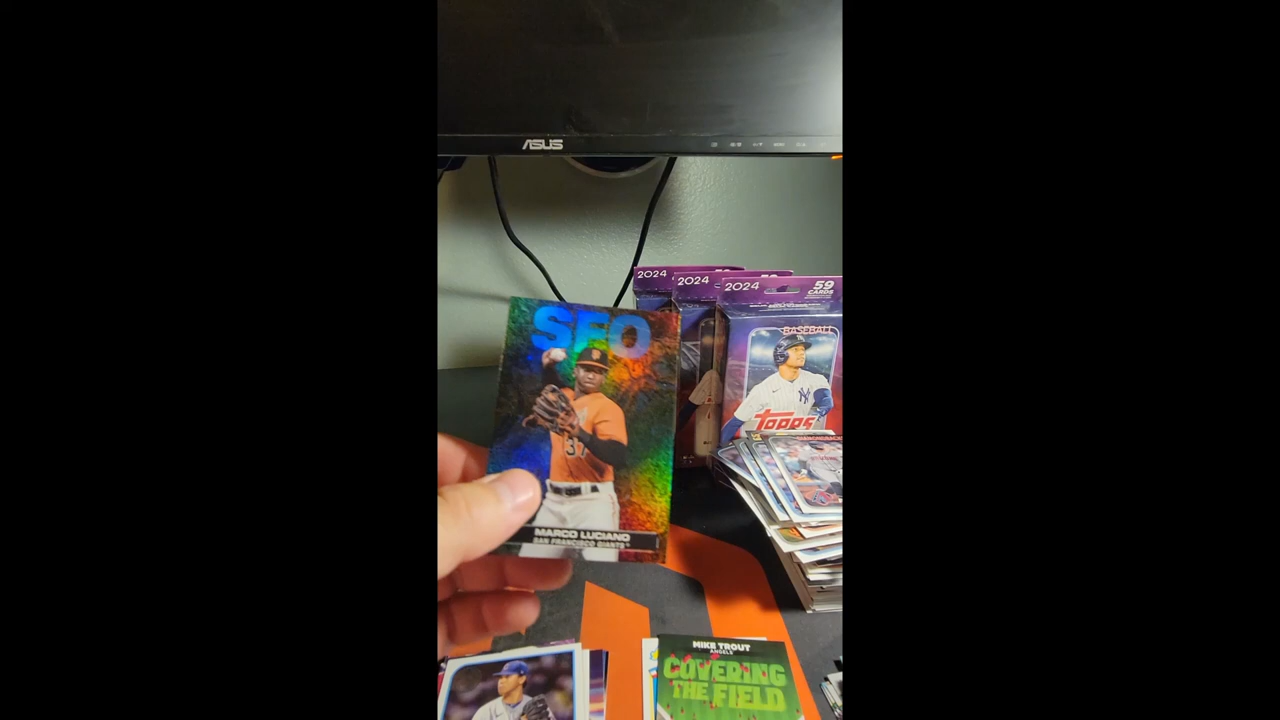 ASUS
2024
2024
2024
59
CARDS
BASEBALL
TOPPS
SFO
37
MARCO LUCIANO
SAN FRANCISCO GIANTS
MIKE TROUT
ANGELS
COVERING
THE FIELD